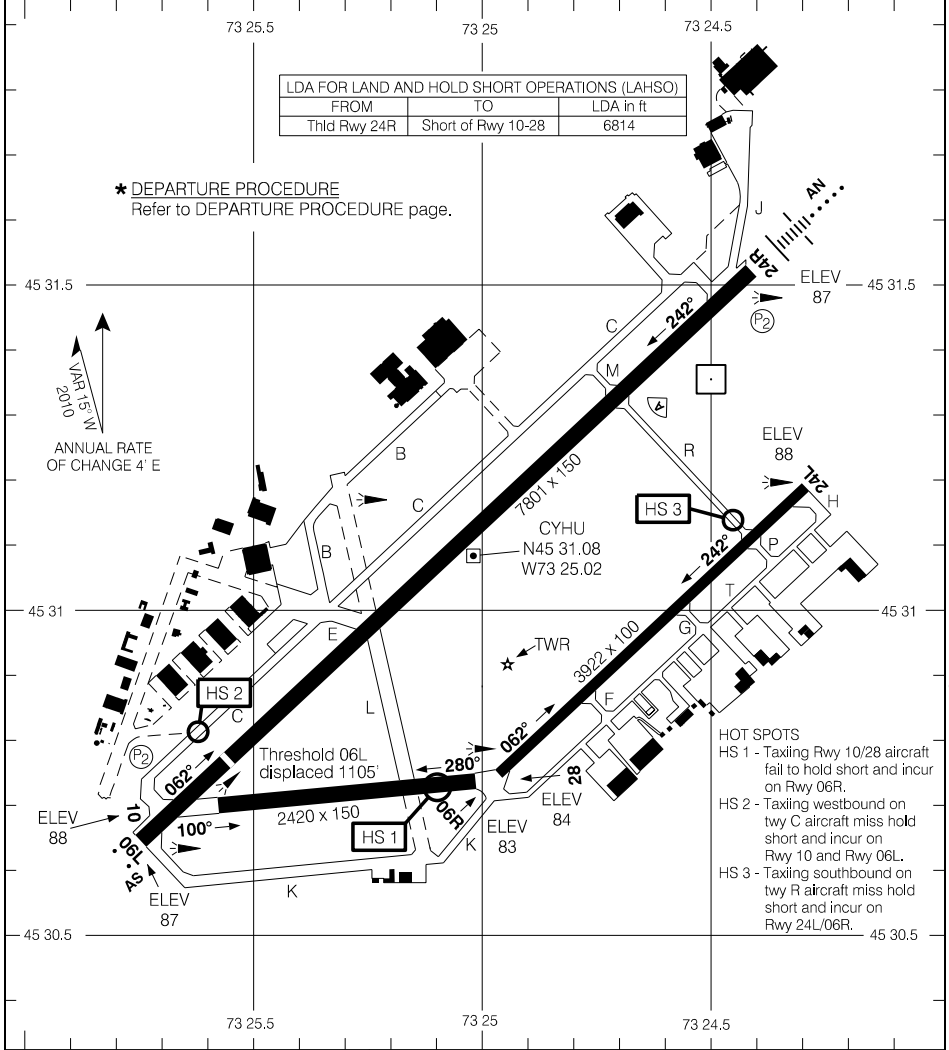 73 25.5
73 25
73 24.5
LDA FOR LAND AND HOLD SHORT OPERATIONS (LAHSO)
FROM TO LDA in ft
Thld Rwy 24R Short of Rwy 10-28 6814
* DEPARTURE PROCEDURE
Refer to DEPARTURE PROCEDURE page.
AN
J
24R
ELEV
87
45 31.5
45 31.5
P2
242°
C
M
A
R
VAR 15° W
2010
ANNUAL RATE
OF CHANGE 4' E
B
C
B
7801 x 150
ELEV
88
24L
H
HS 3
P
242°
CYHU
N45 31.08
W73 25.02
T
G
45 31
45 31
E
TWR
3922 x 100
F
HS 2
C
L
P2
062°
Threshold 06L
displaced 1105'
062°
280°
28
10
ELEV
88
100°
2420 x 150
06R
HS 1
K
ELEV
83
ELEV
84
06L
AS
ELEV
87
K
HOT SPOTS
HS 1 - Taxiing Rwy 10/28 aircraft
fail to hold short and incur
on Rwy 06R.
HS 2 - Taxiing westbound on
twy C aircraft miss hold
short and incur on
Rwy 10 and Rwy 06L.
HS 3 - Taxiing southbound on
twy R aircraft miss hold
short and incur on
Rwy 24L/06R.
45 30.5
45 30.5
73 25.5
73 25
73 24.5